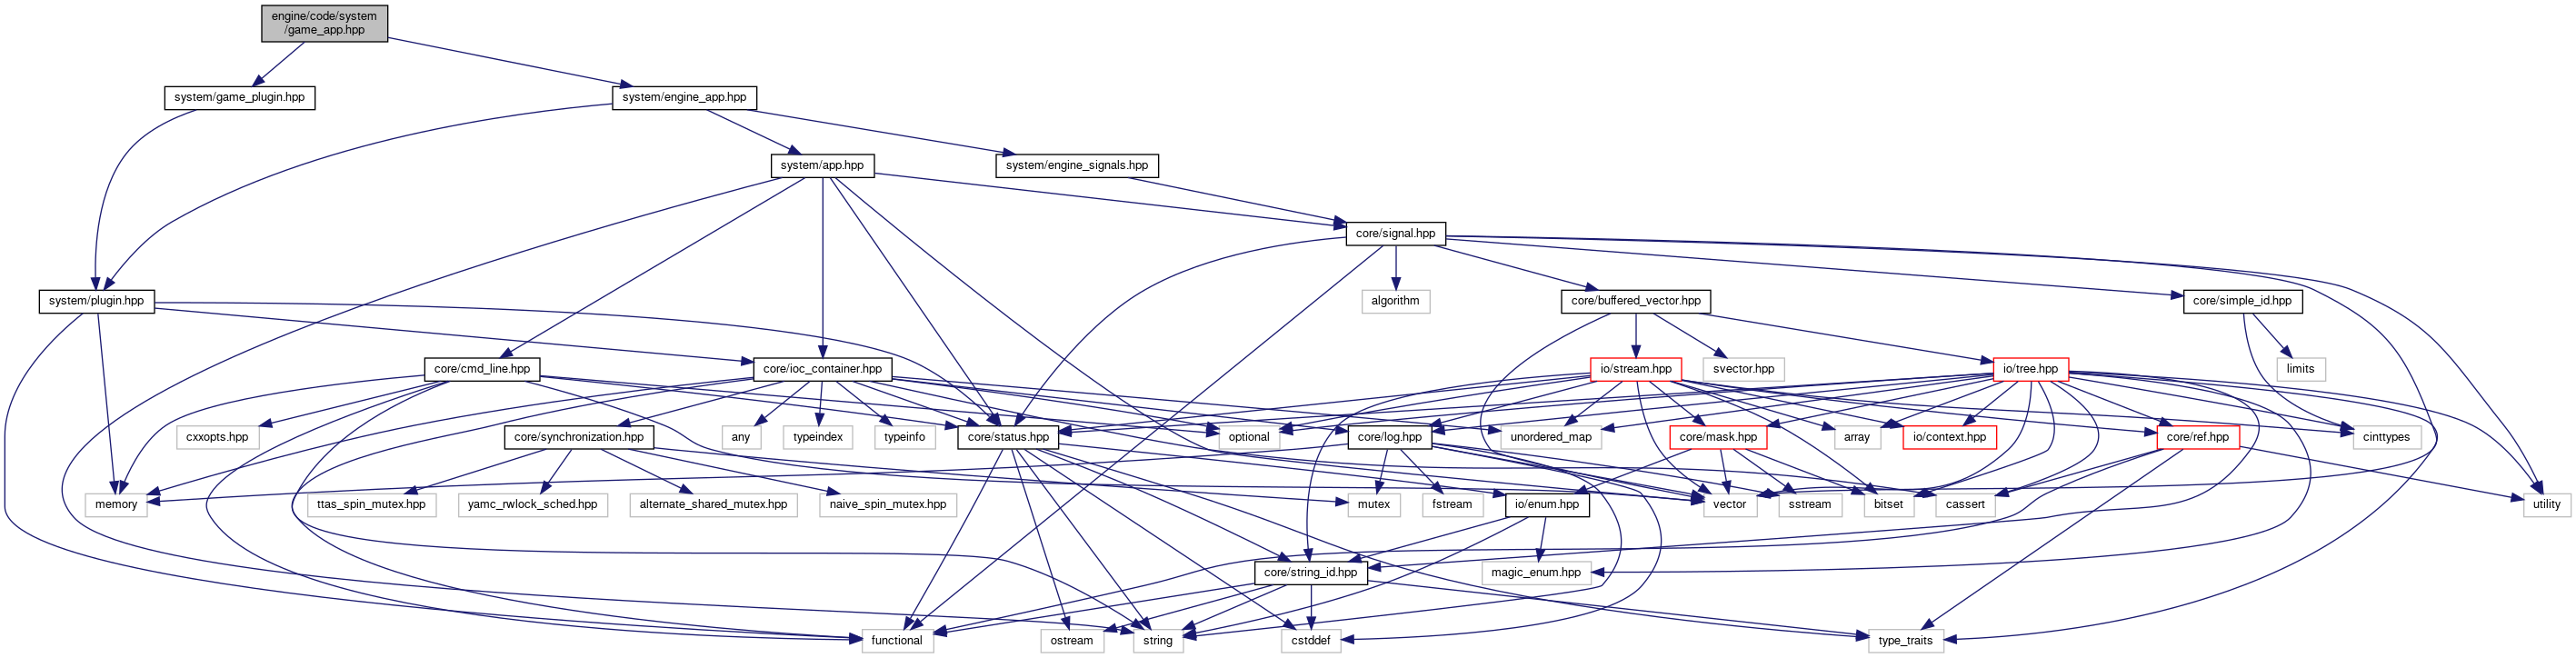 engine/code/system
/game_app.hpp
system/game_plugin.hpp
system/engine_app.hpp
system/app.hpp
system/engine_signals.hpp
core/signal.hpp
system/plugin.hpp
algorithm
core/buffered_vector.hpp
core/simple_id.hpp
core/cmd_line.hpp
core/ioc_container.hpp
io/stream.hpp
svector.hpp
io/tree.hpp
limits
cxxopts.hpp
core/synchronization.hpp
any
typeindex
typeinfo
core/status.hpp
optional
core/log.hpp
unordered_map
core/mask.hpp
array
io/context.hpp
core/ref.hpp
cinttypes
memory
ttas_spin_mutex.hpp
yamc_rwlock_sched.hpp
alternate_shared_mutex.hpp
naive_spin_mutex.hpp
mutex
fstream
io/enum.hpp
vector
sstream
bitset
cassert
utility
core/string_id.hpp
magic_enum.hpp
functional
ostream
string
cstddef
type_traits